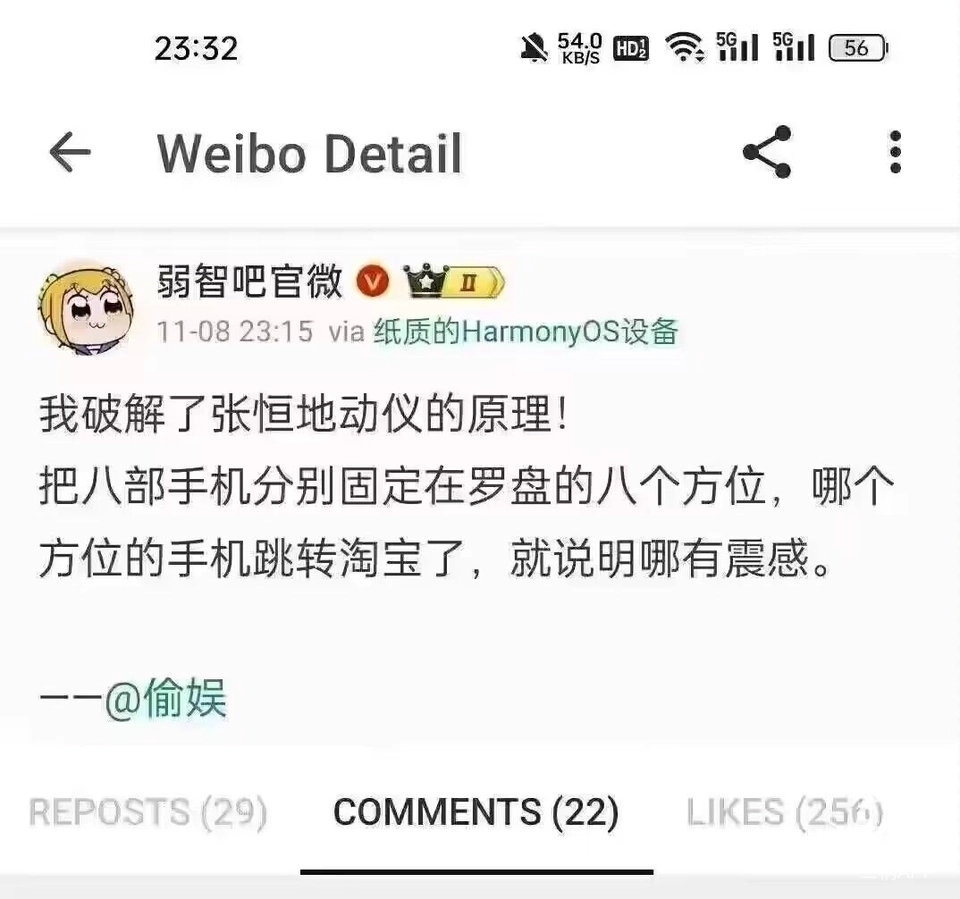 23:32
54.0
KB/S
HD 1 2
5G
5G
56
Weibo Detail
弱智吧官微
V
II
11-08 23:15 via 纸质的HarmonyOS设备
我破解了张恒地动仪的原理!
把八部手机分别固定在罗盘的八个方位，哪个
方位的手机跳转淘宝了，就说明哪有震感。
——@偷娱
REPOSTS (29)
COMMENTS (22)
LIKES (256)